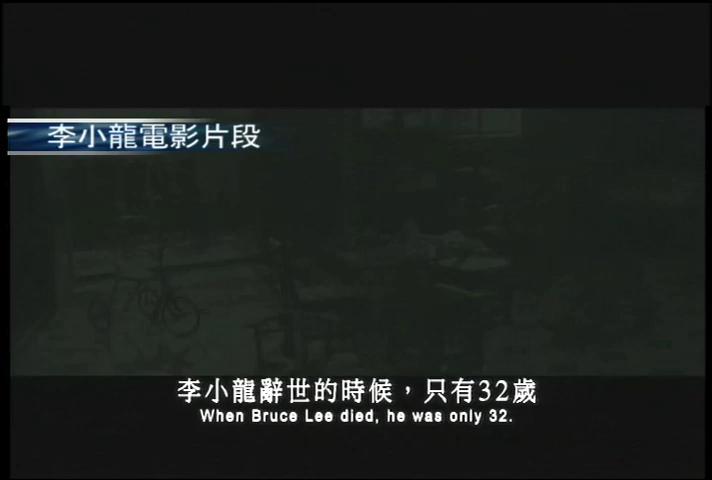 李小龍電影片段
李小龍辭世的時候，只有32歲
When Bruce Lee died, he was only 32.